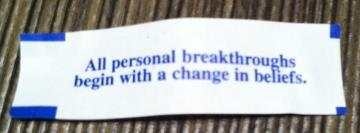 All personal breakthroughs
begin with a change in beliefs.